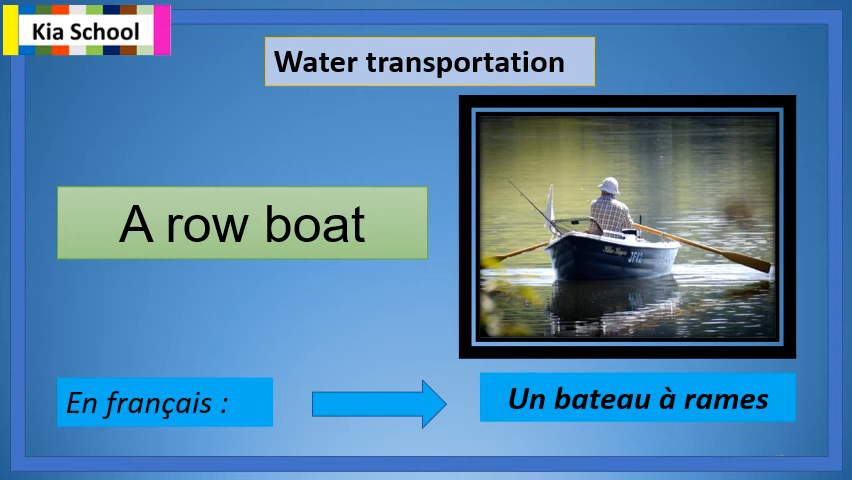 Kia School
Water transportation
A row boat
En français :
Un bateau à rames